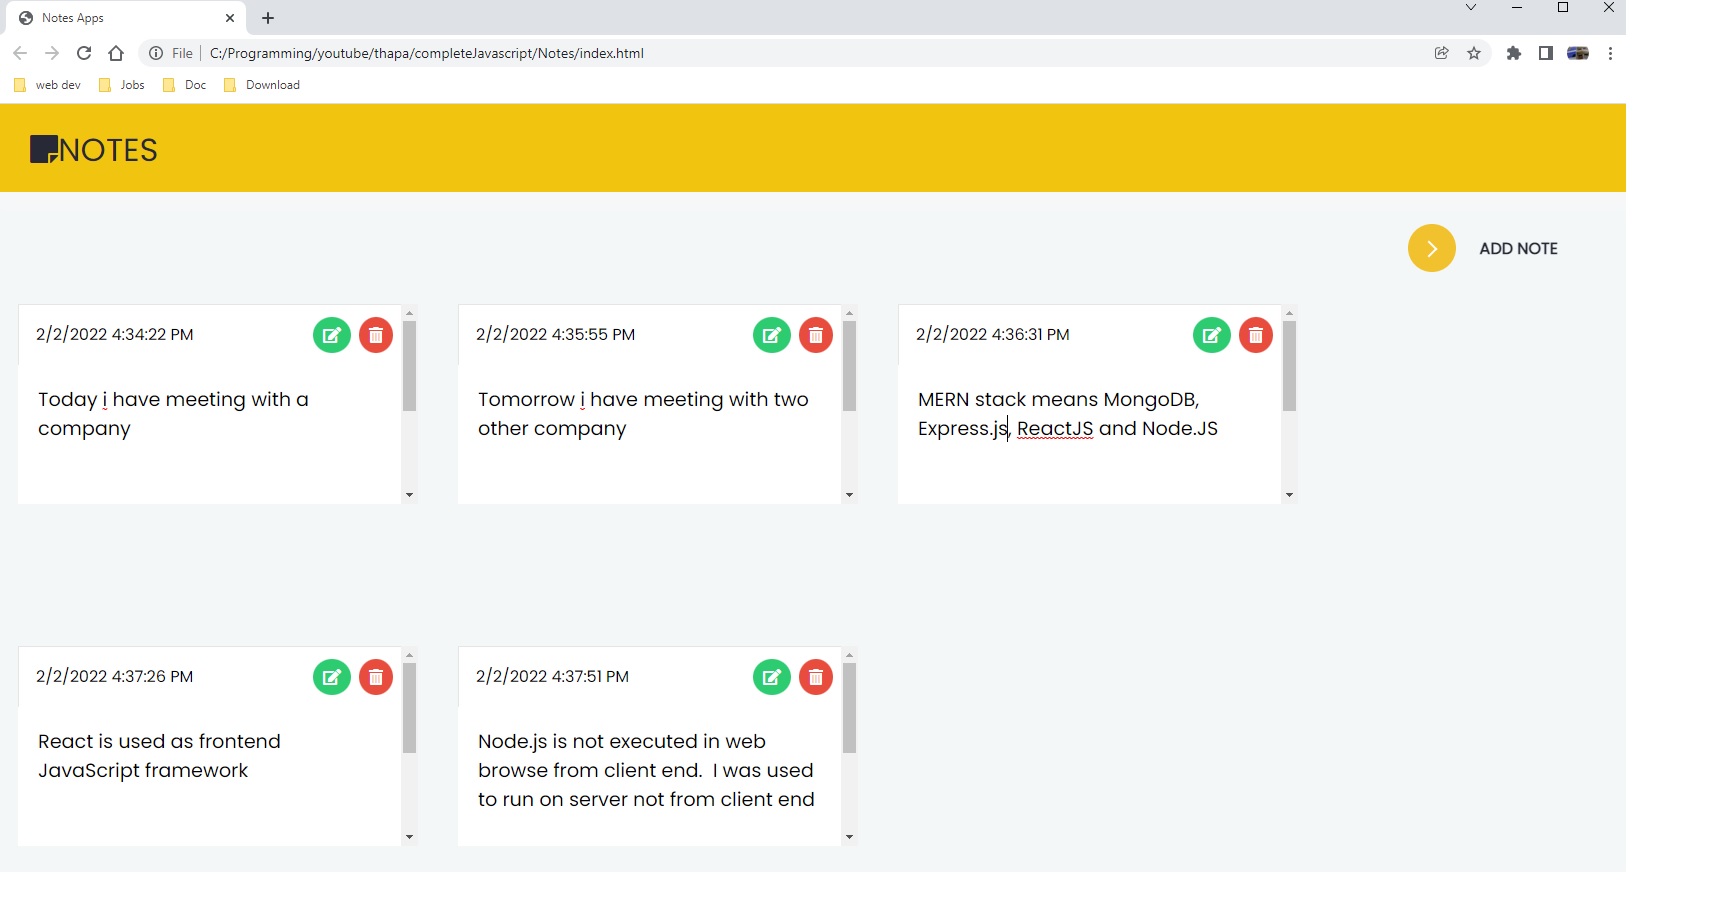 Notes Apps
File
C:/Programming/youtube/thapa/completeJavascript/Notes/index.html
web dev Jobs Doc Download
NOTES
ADD NOTE
2/2/2022 4:34:22 PM
Today i have meeting with a
company
2/2/2022 4:35:55 PM
Tomorrow i have meeting with two
other company
2/2/2022 4:36:31 PM
MERN stack means MongoDB,
Express.js, ReactJS and Node.JS
2/2/2022 4:37:26 PM
React is used as frontend
JavaScript framework
2/2/2022 4:37:51 PM
Node.js is not executed in web
browse from client end.  I was used
to run on server not from client end